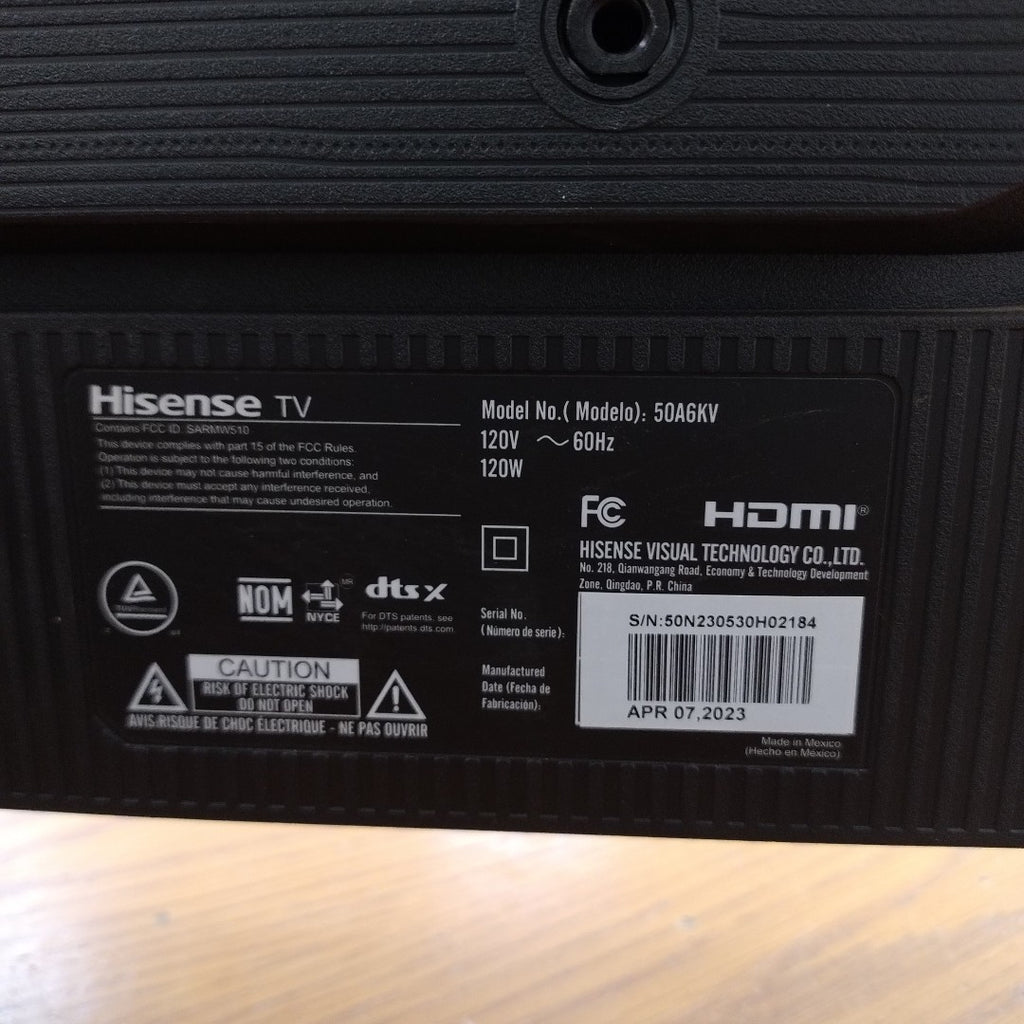 Hisense TV
Contains FCC ID: SARMW510
This device complies with part 15 of the FCC Rules.
Operation is subject to the following two conditions:
(1) This device may not cause harmful interference, and
(2) This device must accept any interference received,
including interference that may cause undesired operation.
Model No.( Modelo): 50A6KV
120V ～ 60Hz
120W
FC
HDMI®
HISENSE VISUAL TECHNOLOGY CO.,LTD.
No. 218, Qianwangang Road, Economy & Technology Development
Zone, Qingdao, P.R. China
NOM
NYCE
MR
dts X
For DTS patents, see
http://patents.dts.com
Serial No.
(Número de serie):
S/N:50N230530H02184
Manufactured
Date (Fecha de
Fabricación):
APR 07,2023
CAUTION
RISK OF ELECTRIC SHOCK
DO NOT OPEN
AVIS:RISQUE DE CHOC ÉLECTRIQUE - NE PAS OUVRIR
Made in Mexico
(Hecho en México)